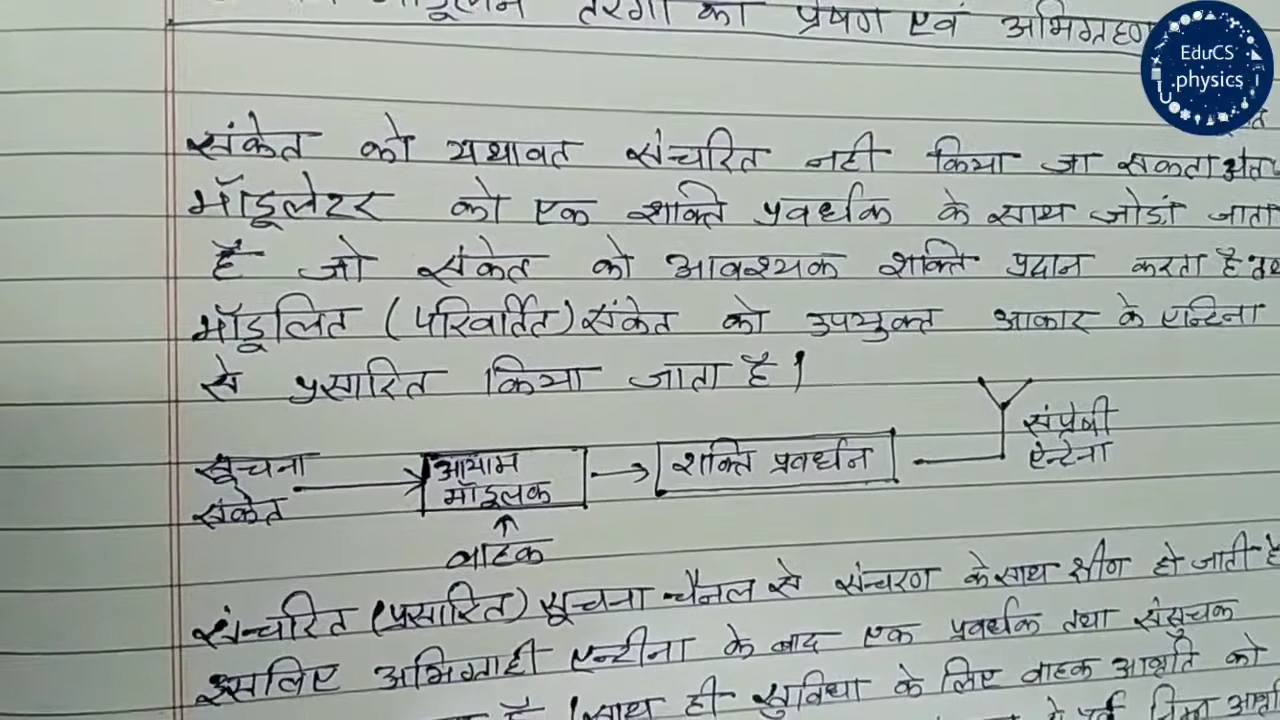 मॉडूलन तरंगों का प्रेषण एवं अभिग्रहण
EduCS
physics
संकेत को यथावत संचरित नही किया जा सकता अत
मॉडूलेटर को एक शक्ति प्रवर्धक के साथ जोडा जाता
है जो संकेत को आवश्यक शक्ति प्रदान करता है
मॉडूलित (परिवर्तित) संकेत को उपयुक्त आकार के एन्टिना
से प्रसारित किया जाता है।
सूचना
संकेत
आयाम
मॉडूलक
शक्ति प्रवर्धन
संप्रेषी
ऐन्टेना
वाहक
संन्चरित (प्रसारित) सूचना चैनल से संन्चरण के साथ क्षीण हो जाती है
इसलिए अभिग्राही एन्टीना के बाद एक प्रवर्धक तथा संसूचक
है। साथ ही सुविधा के लिए वाहक आवृति को